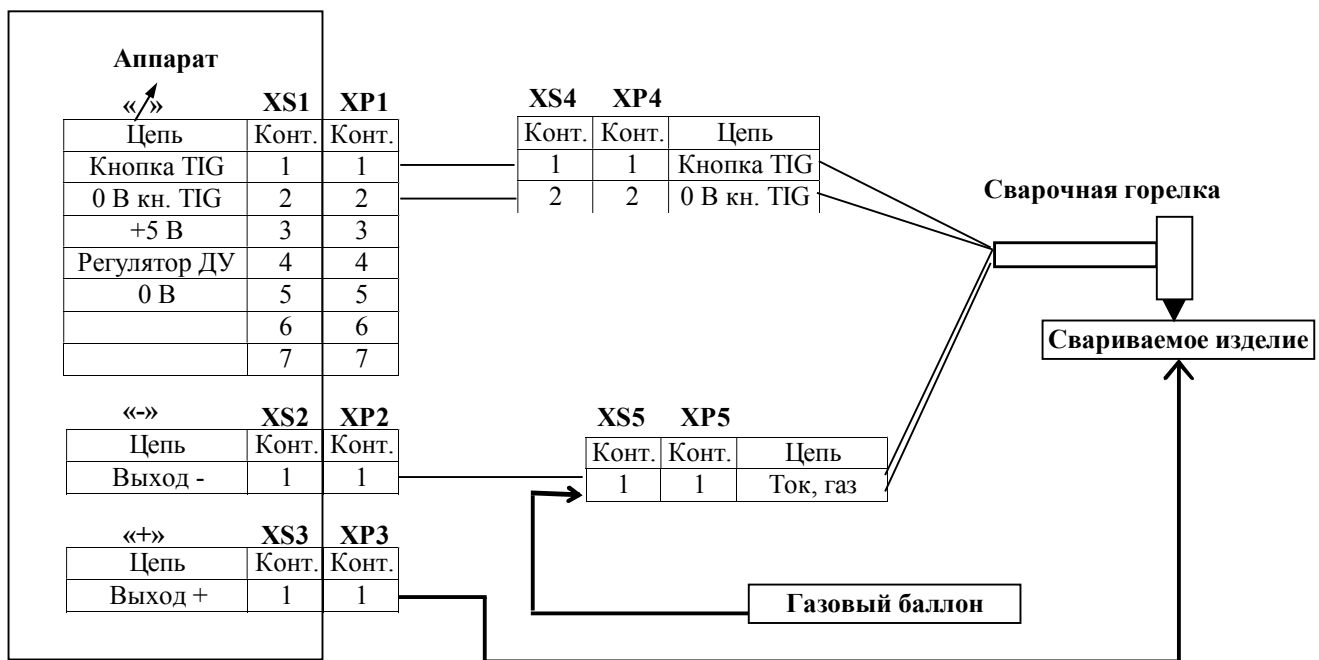 Аппарат
«↗» XS1 XP1
Цепь Конт. Конт.
Кнопка TIG 1 1
0 В кн. TIG 2 2
+5 В 3 3
Регулятор ДУ 4 4
0 В 5 5
6 6
7 7
XS4 XP4
Конт. Конт. Цепь
1 1 Кнопка TIG
2 2 0 В кн. TIG
Сварочная горелка
Свариваемое изделие
«-» XS2 XP2
Цепь Конт. Конт.
Выход - 1 1
XS5 XP5
Конт. Конт. Цепь
1 1 Ток, газ
«+» XS3 XP3
Цепь Конт. Конт.
Выход + 1 1
Газовый баллон